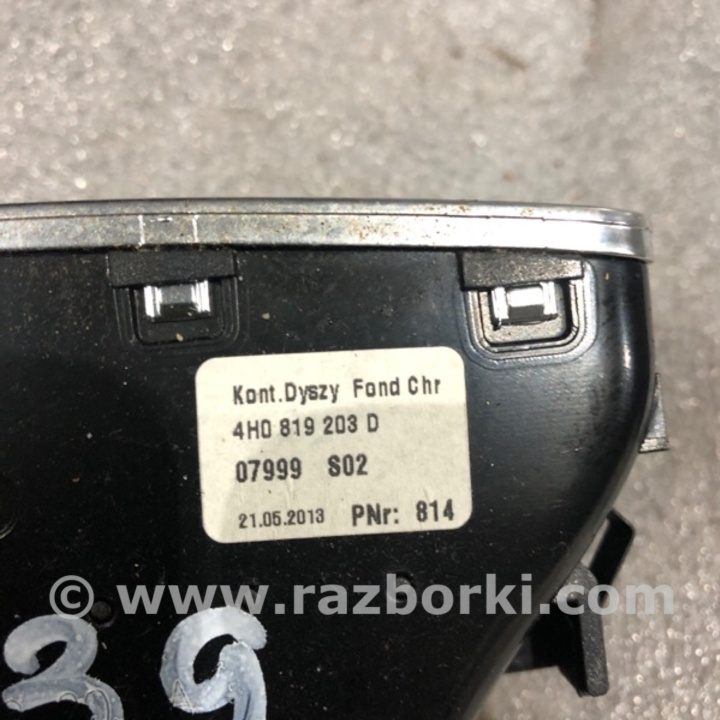 Kont.Dyszy Fond Chr
4H0 819 203 D
07999 S02
21.05.2013 PNr: 814
© www.razborki.com
39